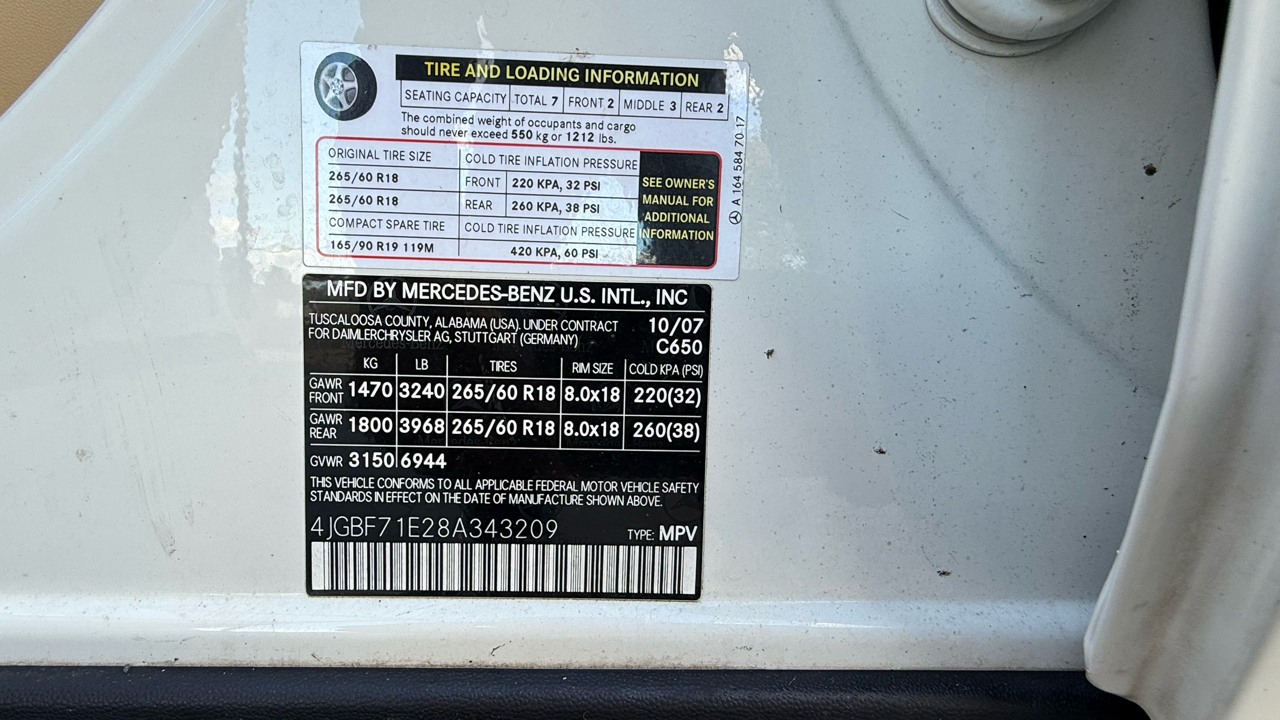 TIRE AND LOADING INFORMATION
SEATING CAPACITY TOTAL 7 FRONT 2 MIDDLE 3 REAR 2
The combined weight of occupants and cargo
should never exceed 550 kg or 1212 lbs.
ORIGINAL TIRE SIZE COLD TIRE INFLATION PRESSURE
265/60 R18 FRONT 220 KPA, 32 PSI
265/60 R18 REAR 260 KPA, 38 PSI
COMPACT SPARE TIRE COLD TIRE INFLATION PRESSURE
165/90 R19 119M 420 KPA, 60 PSI
SEE OWNER'S
MANUAL FOR
ADDITIONAL
INFORMATION
A 164 584 70 17
MFD BY MERCEDES-BENZ U.S. INTL., INC
TUSCALOOSA COUNTY, ALABAMA (USA). UNDER CONTRACT 10/07
FOR DAIMLERCHRYSLER AG, STUTTGART (GERMANY) C650
KG LB TIRES RIM SIZE COLD KPA (PSI)
GAWR FRONT 1470 3240 265/60 R18 8.0x18 220(32)
GAWR REAR 1800 3968 265/60 R18 8.0x18 260(38)
GVWR 3150 6944
THIS VEHICLE CONFORMS TO ALL APPLICABLE FEDERAL MOTOR VEHICLE SAFETY
STANDARDS IN EFFECT ON THE DATE OF MANUFACTURE SHOWN ABOVE.
4JGBF71E28A343209 TYPE: MPV